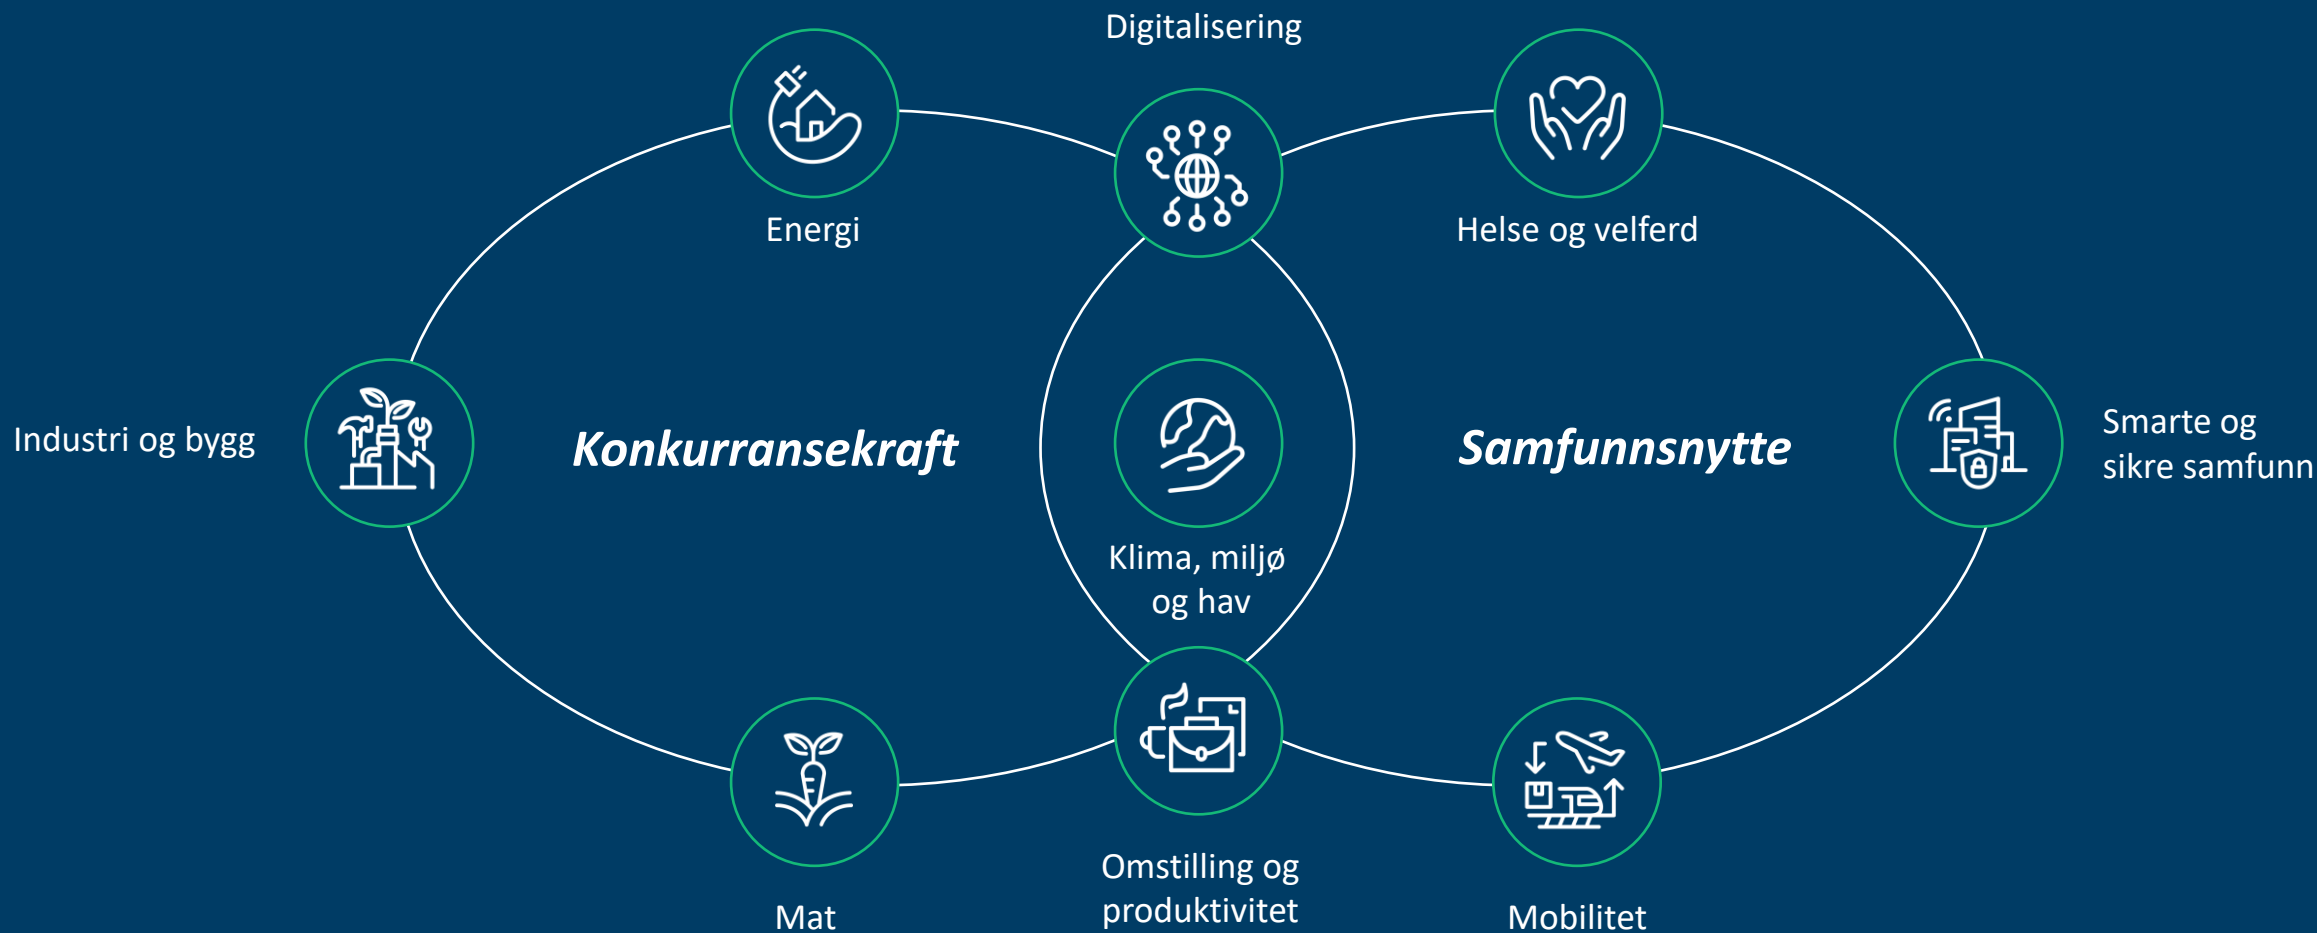 Digitalisering
Energi
Helse og velferd
Industri og bygg
Konkurransekraft
Samfunnsnytte
Smarte og
sikre samfunn
Klima, miljø
og hav
Omstilling og
produktivitet
Mat
Mobilitet